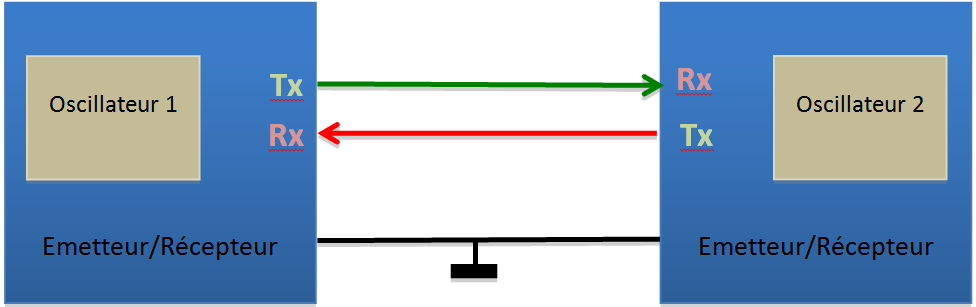 Oscillateur 1
Tx
Rx
Emetteur/Récepteur
Rx
Tx
Oscillateur 2
Emetteur/Récepteur